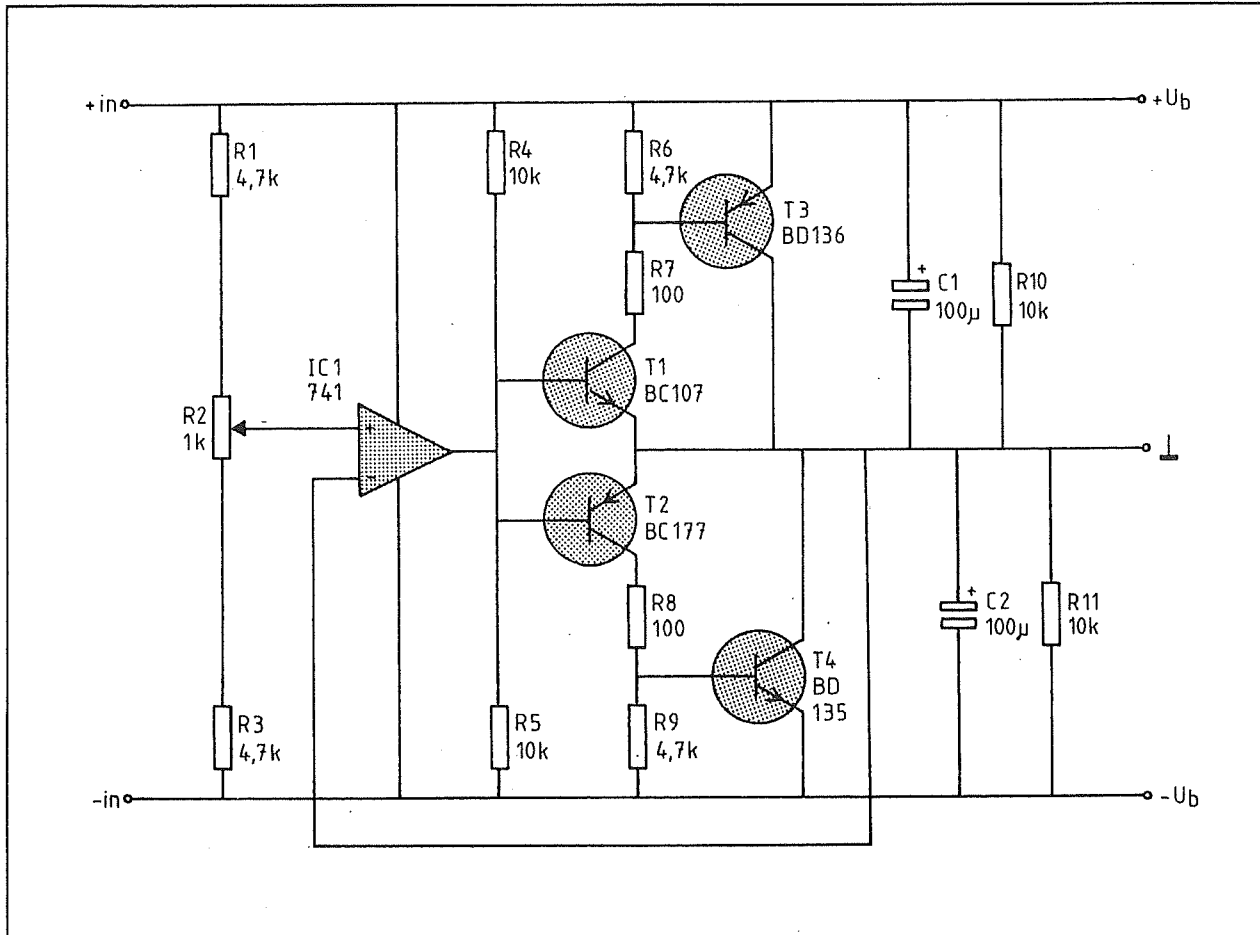 +in
+Ub
R1
4,7k
R4
10k
R6
4,7k
T3
BD136
R7
100
C1
+
100µ
R10
10k
IC1
741
T1
BC107
R2
1k
+
-
⊥
T2
BC177
R8
100
C2
+
100µ
R11
10k
T4
BD
135
R3
4,7k
R5
10k
R9
4,7k
-in
-Ub